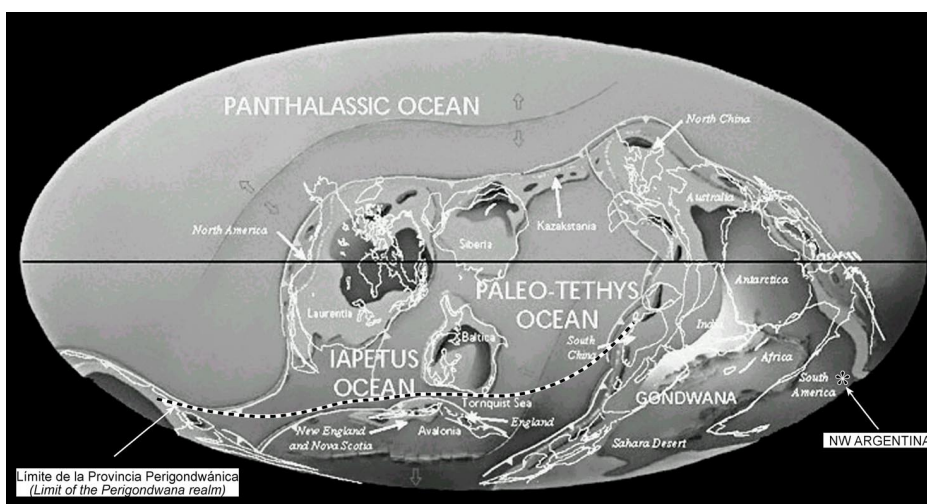 PANTHALASSIC OCEAN
North China
North America
Kazakstania
Australia
Siberia
Antarctica
PALEO-TETHYS
OCEAN
Laurentia
Baltica
South
China
India
Africa
IAPETUS
OCEAN
South
America
GONDWANA
Tornquist Sea
England
New England
and Nova Scotia
Avalonia
Sahara Desert
NW ARGENTINA
Límite de la Provincia Perigondwánica
(Limit of the Perigondwana realm)